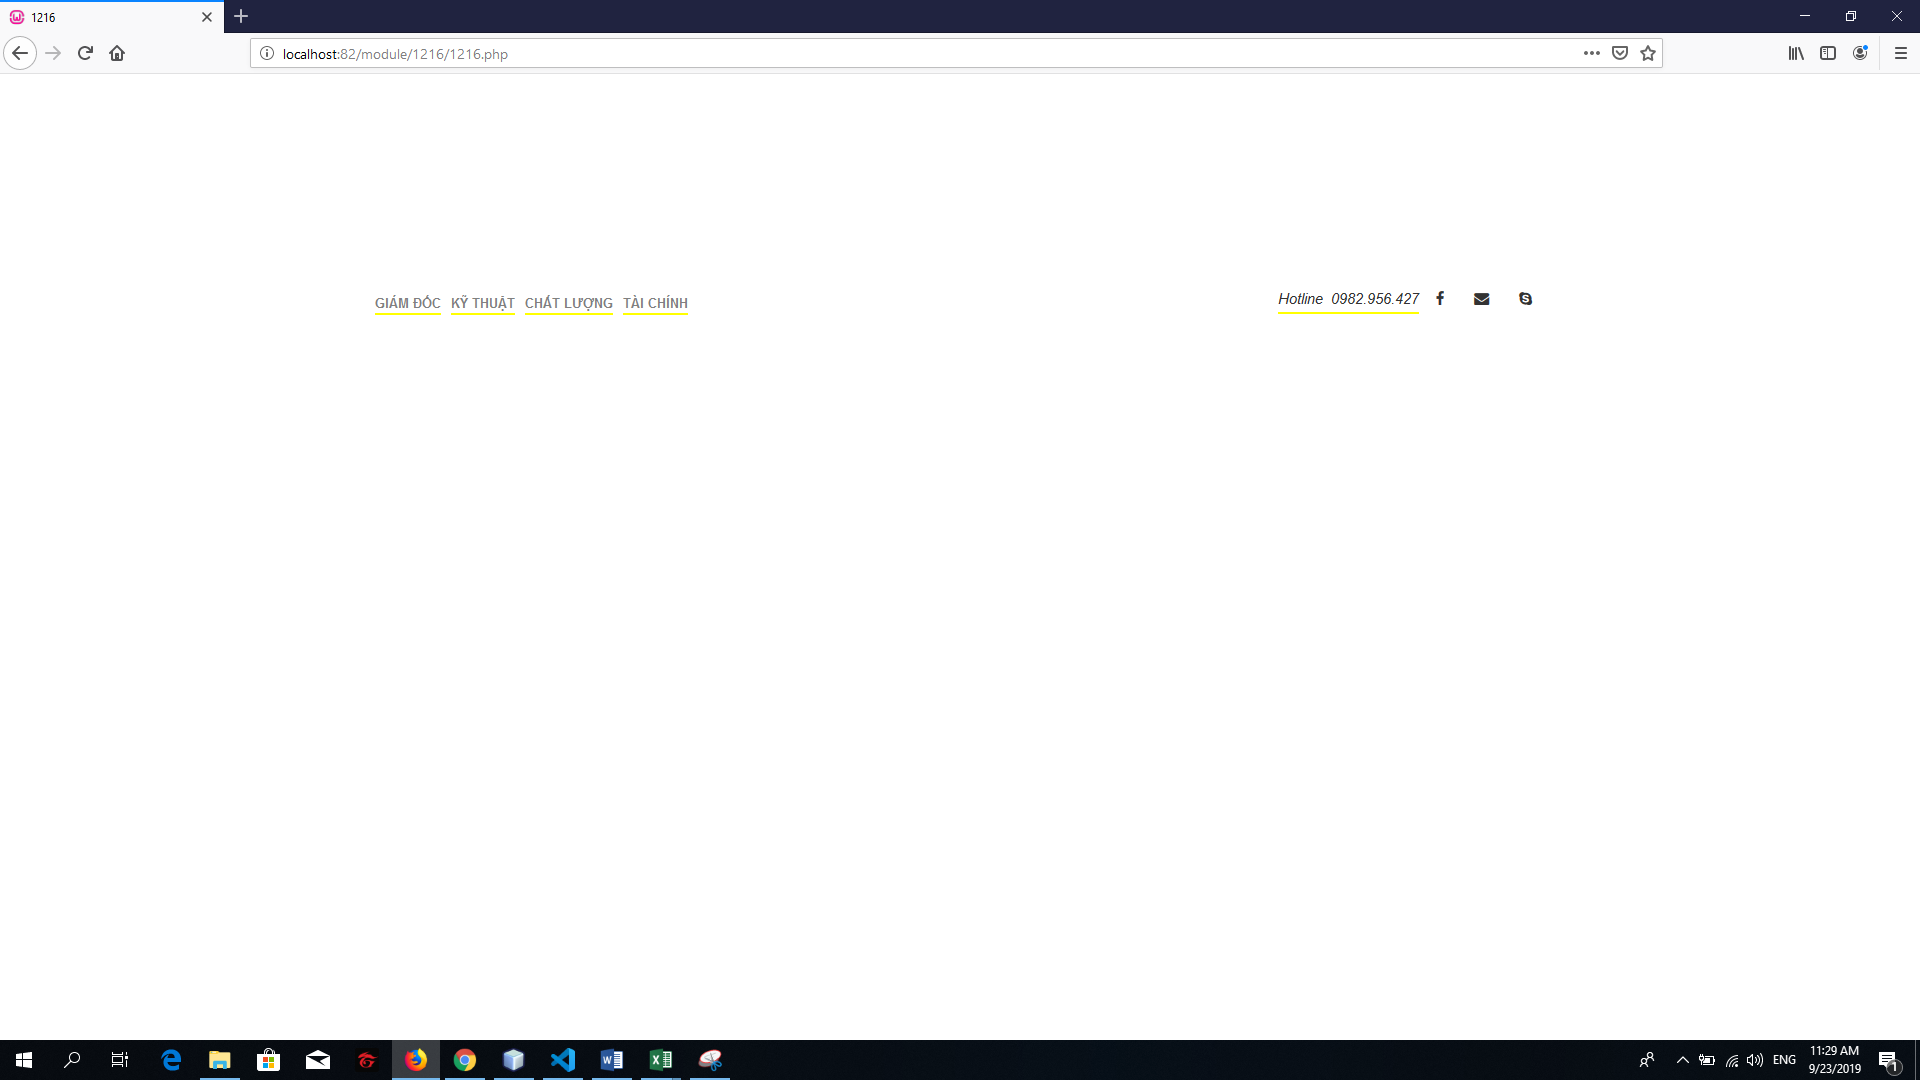 1216
localhost:82/module/1216/1216.php
GIÁM ĐỐC KỸ THUẬT CHẤT LƯỢNG TÀI CHÍNH
Hotline 0982.956.427
ENG
11:29 AM
9/23/2019
1